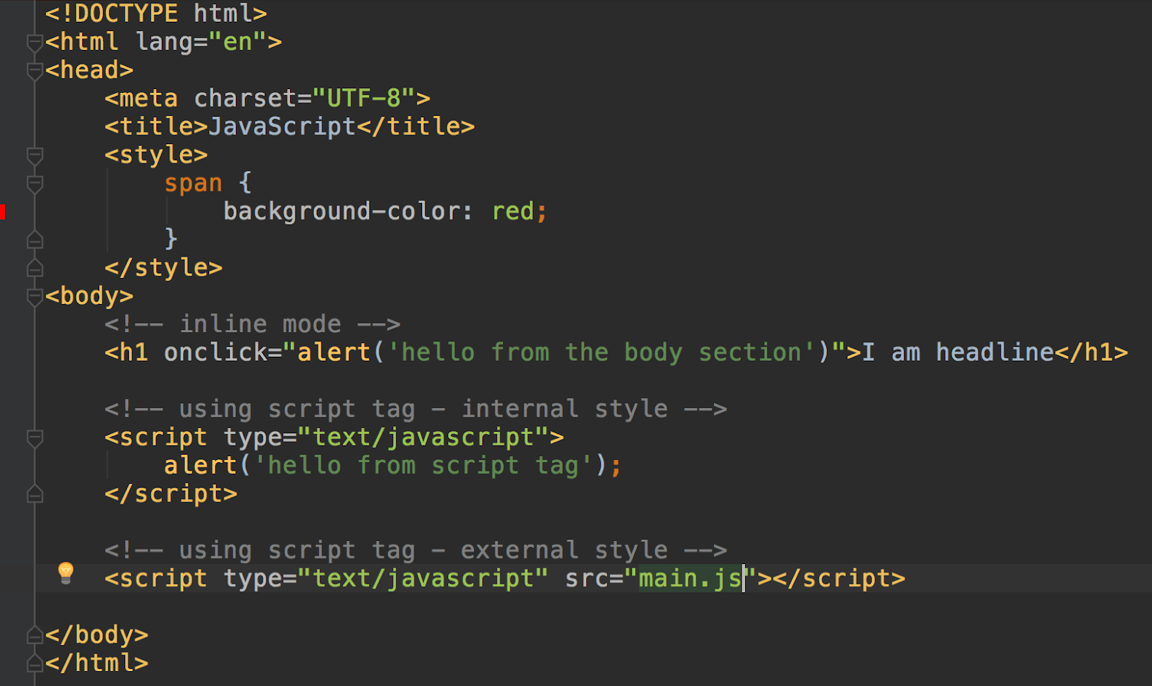 <!DOCTYPE html>
<html lang="en">
<head>
    <meta charset="UTF-8">
    <title>JavaScript</title>
    <style>
        span {
            background-color: red;
        }
    </style>
<body>
    <!-- inline mode -->
    <h1 onclick="alert('hello from the body section')">I am headline</h1>

    <!-- using script tag - internal style -->
    <script type="text/javascript">
        alert('hello from script tag');
    </script>

    <!-- using script tag - external style -->
    <script type="text/javascript" src="main.js"></script>

</body>
</html>